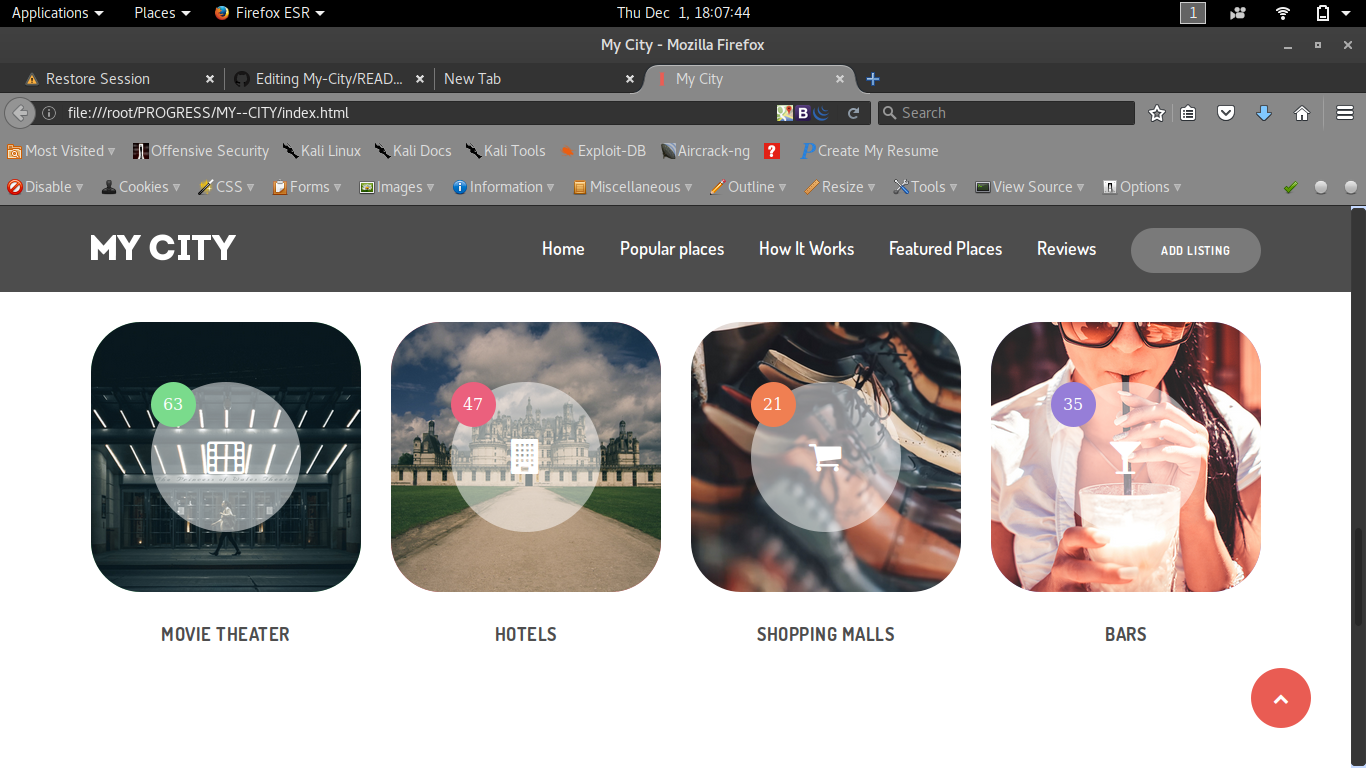 Applications Places Firefox ESR Thu Dec 1, 18:07:44 1
My City - Mozilla Firefox
Restore Session Editing My-City/READ... New Tab My City
file:///root/PROGRESS/MY--CITY/index.html B Search
Most Visited Offensive Security Kali Linux Kali Docs Kali Tools Exploit-DB Aircrack-ng ? Create My Resume
Disable Cookies CSS Forms Images Information Miscellaneous Outline Resize Tools View Source Options
MY CITY Home Popular places How It Works Featured Places Reviews ADD LISTING
63 47 21 35
MOVIE THEATER HOTELS SHOPPING MALLS BARS